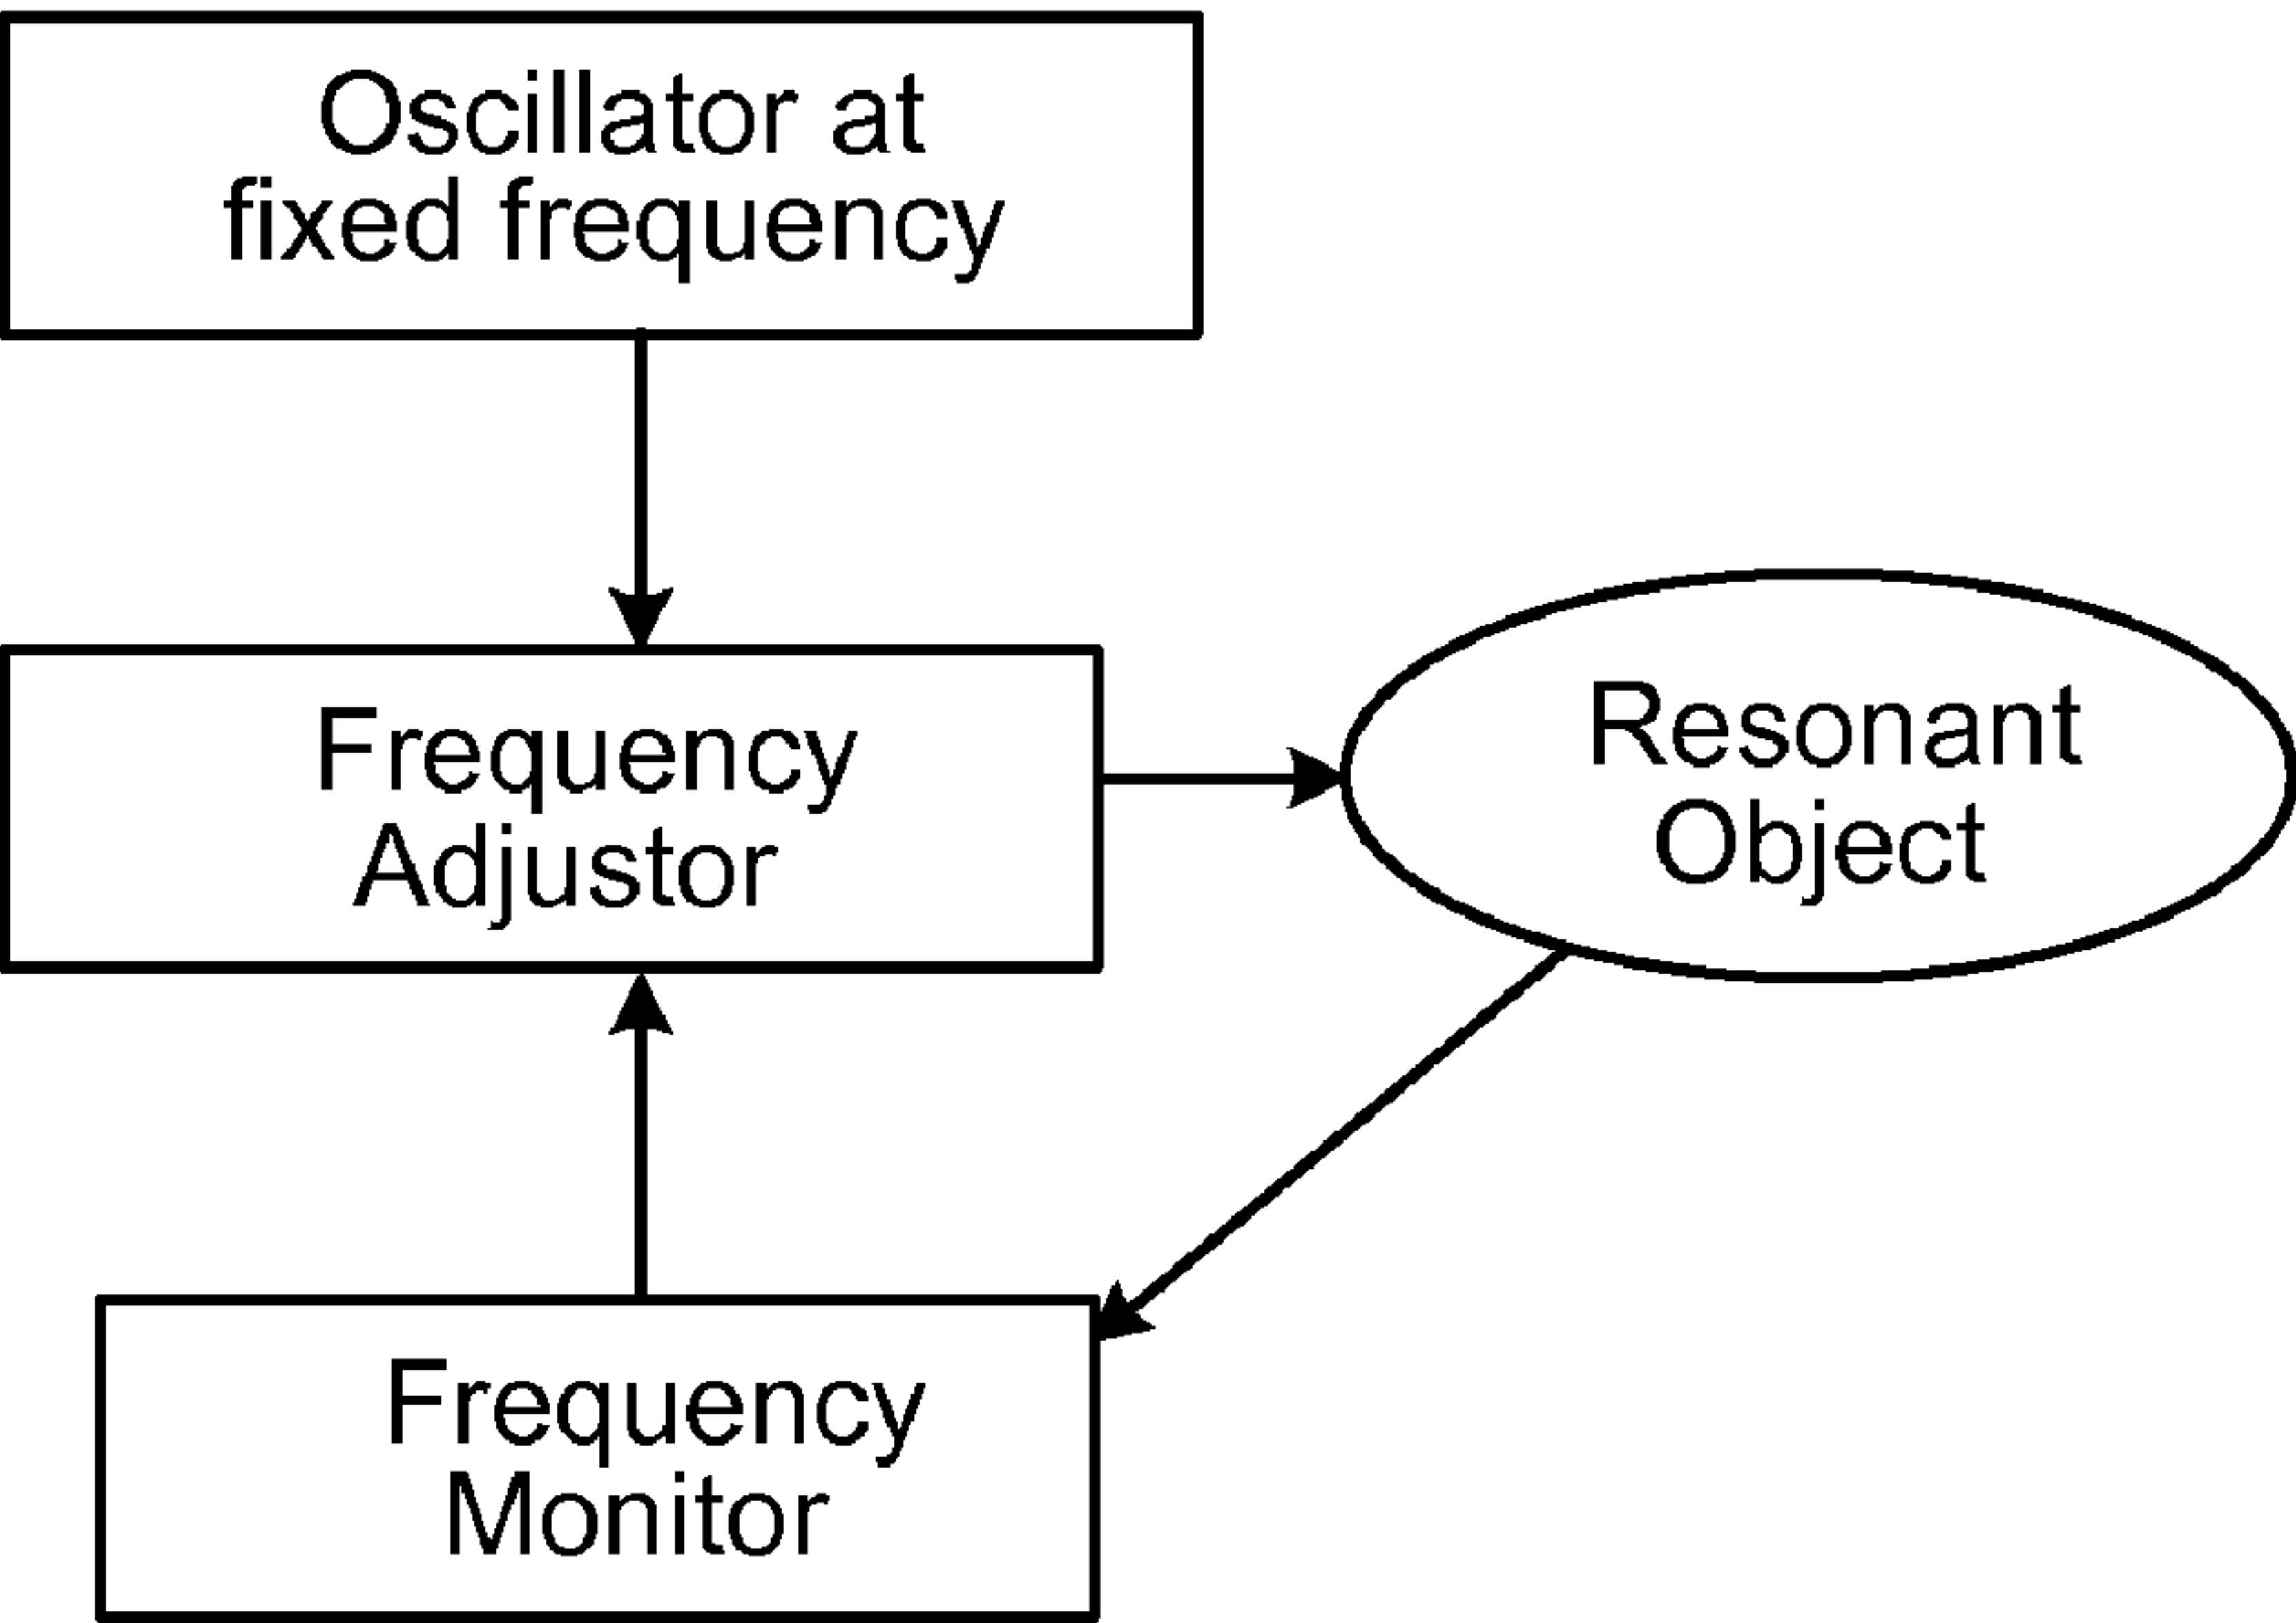 Oscillator at
fixed frequency
Frequency
Adjustor
Resonant
Object
Frequency
Monitor